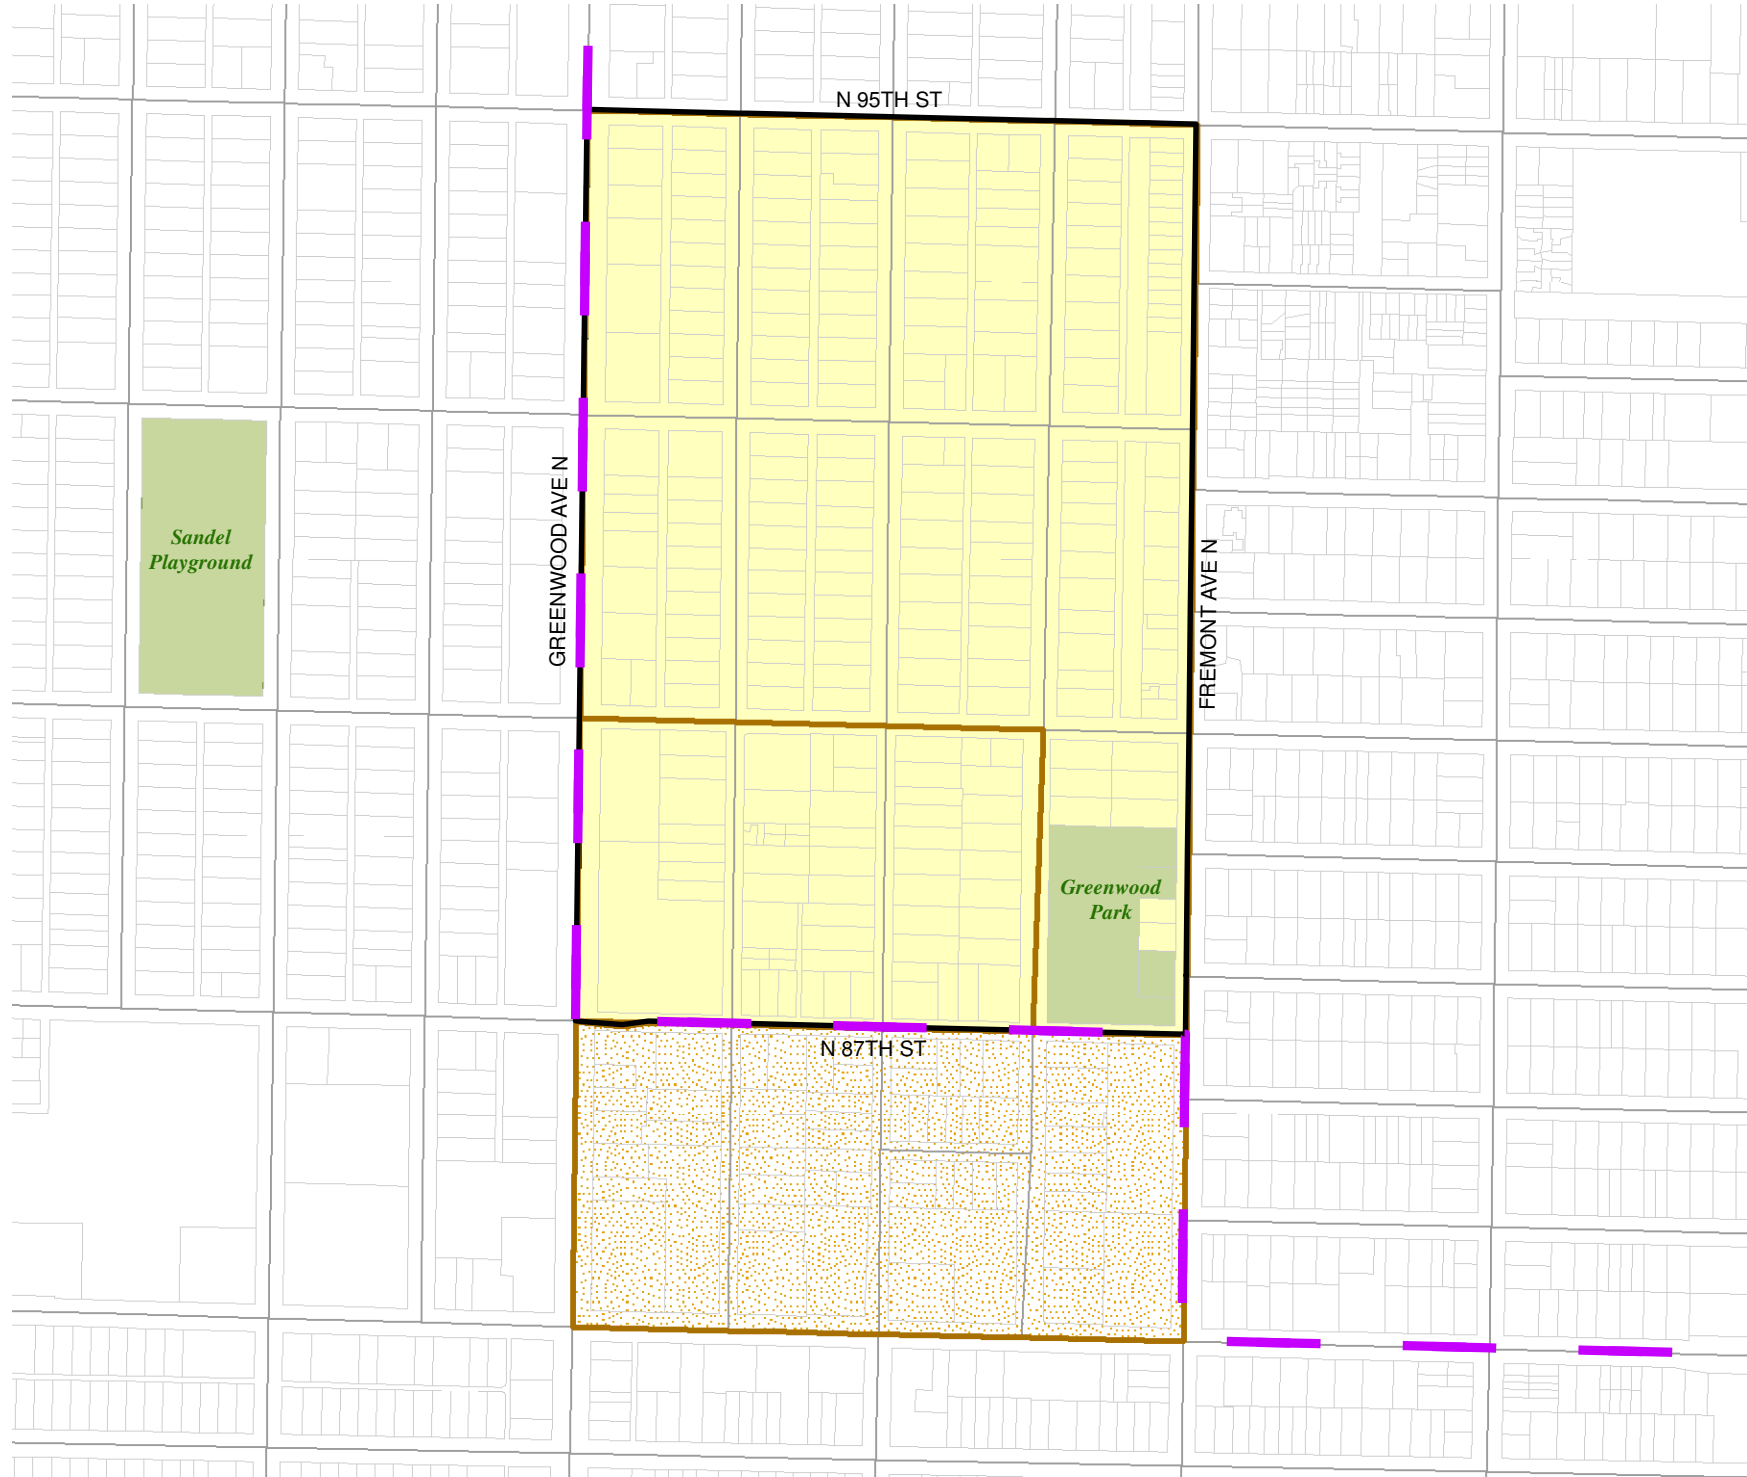 N 95TH ST
GREENWOOD AVE N
Sandel
Playground
FREMONT AVE N
Greenwood
Park
N 87TH ST